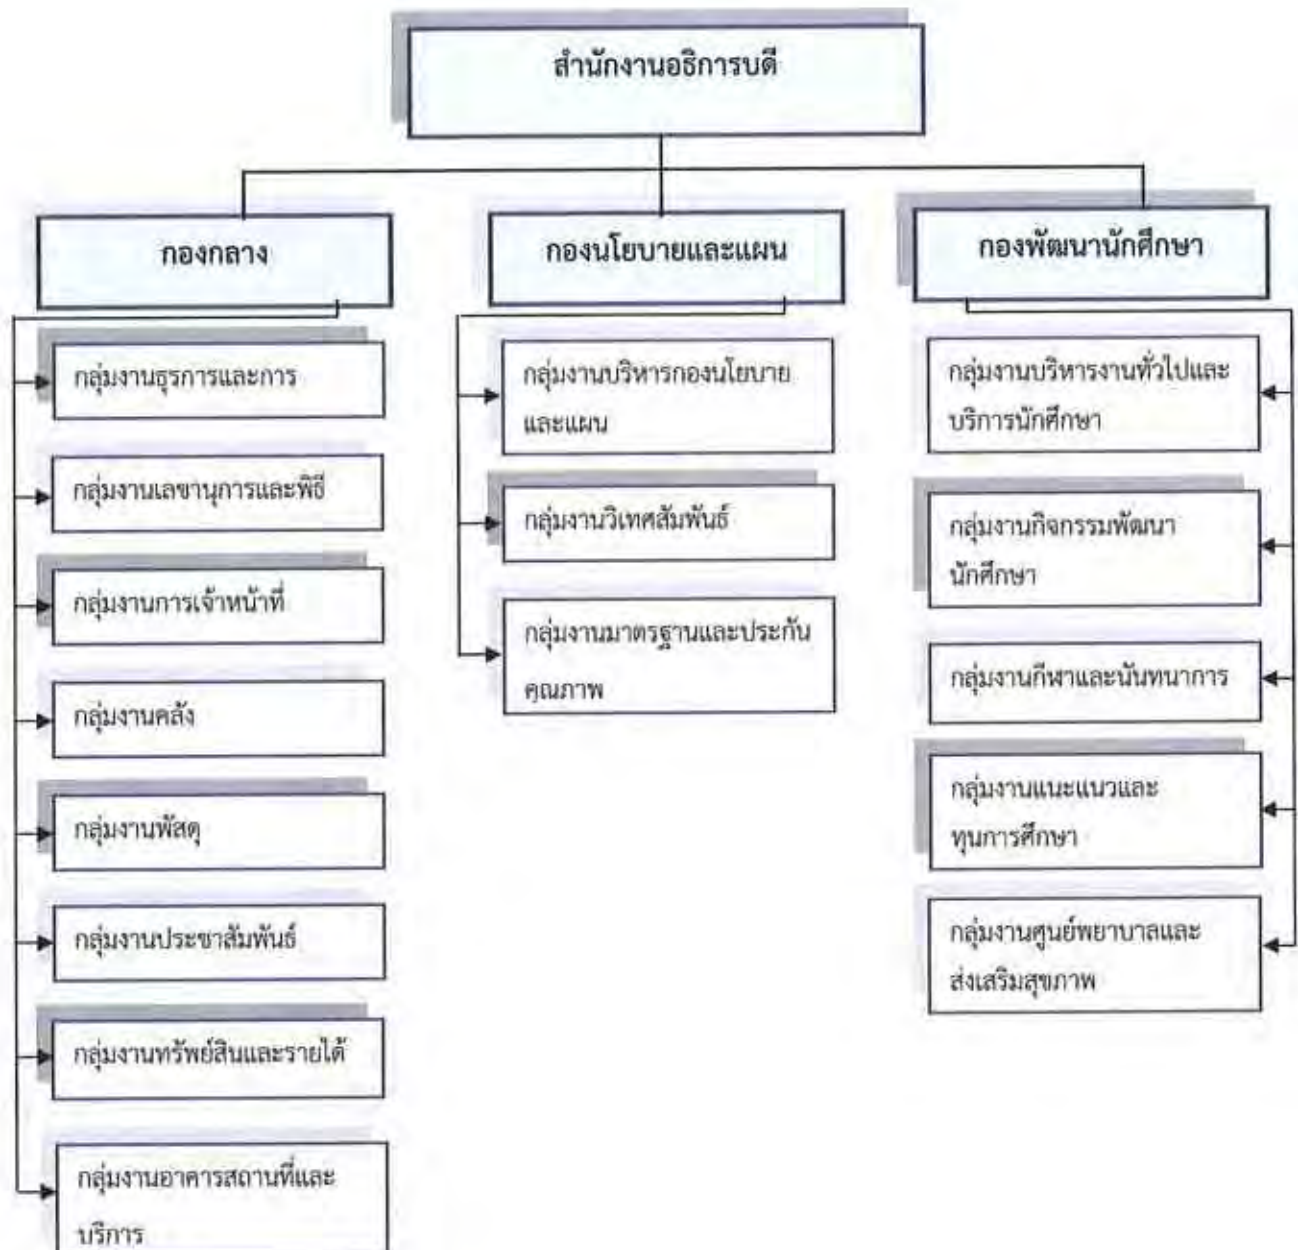 สำนักงานอธิการบดี
กองกลาง
กลุ่มงานธุรการและการ
กลุ่มงานเลขานุการและพิธี
กลุ่มงานการเจ้าหน้าที่
กลุ่มงานคลัง
กลุ่มงานพัสดุ
กลุ่มงานประชาสัมพันธ์
กลุ่มงานทรัพย์สินและรายได้
กลุ่มงานอาคารสถานที่และ
บริการ
กองนโยบายและแผน
กลุ่มงานบริหารกองนโยบาย
และแผน
กลุ่มงานวิเทศสัมพันธ์
กลุ่มงานมาตรฐานและประกัน
คุณภาพ
กองพัฒนานักศึกษา
กลุ่มงานบริหารงานทั่วไปและ
บริการนักศึกษา
กลุ่มงานกิจกรรมพัฒนา
นักศึกษา
กลุ่มงานกีฬาและนันทนาการ
กลุ่มงานแนะแนวและ
ทุนการศึกษา
กลุ่มงานศูนย์พยาบาลและ
ส่งเสริมสุขภาพ